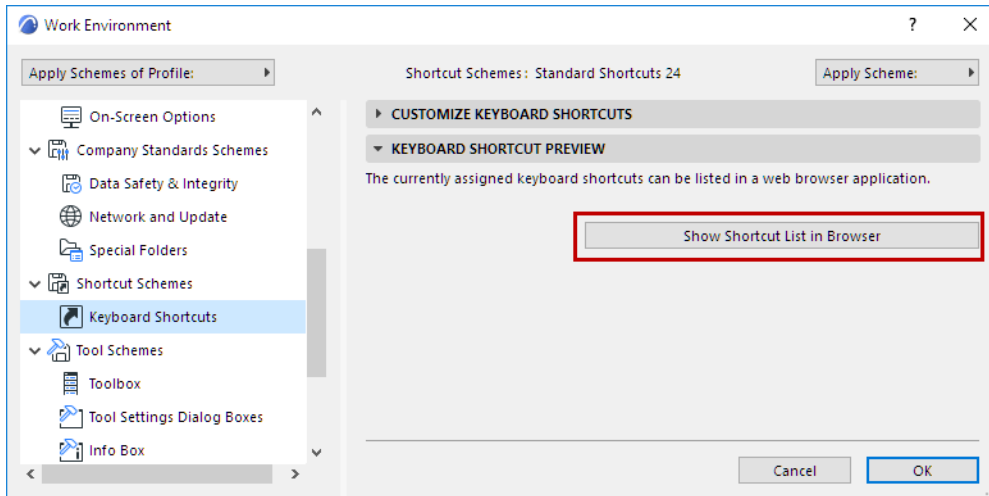 Work Environment
?
Apply Schemes of Profile:
Shortcut Schemes: Standard Shortcuts 24
Apply Scheme:
On-Screen Options
Company Standards Schemes
Data Safety & Integrity
Network and Update
Special Folders
Shortcut Schemes
Keyboard Shortcuts
Tool Schemes
Toolbox
Tool Settings Dialog Boxes
Info Box
CUSTOMIZE KEYBOARD SHORTCUTS
KEYBOARD SHORTCUT PREVIEW
The currently assigned keyboard shortcuts can be listed in a web browser application.
Show Shortcut List in Browser
Cancel
OK